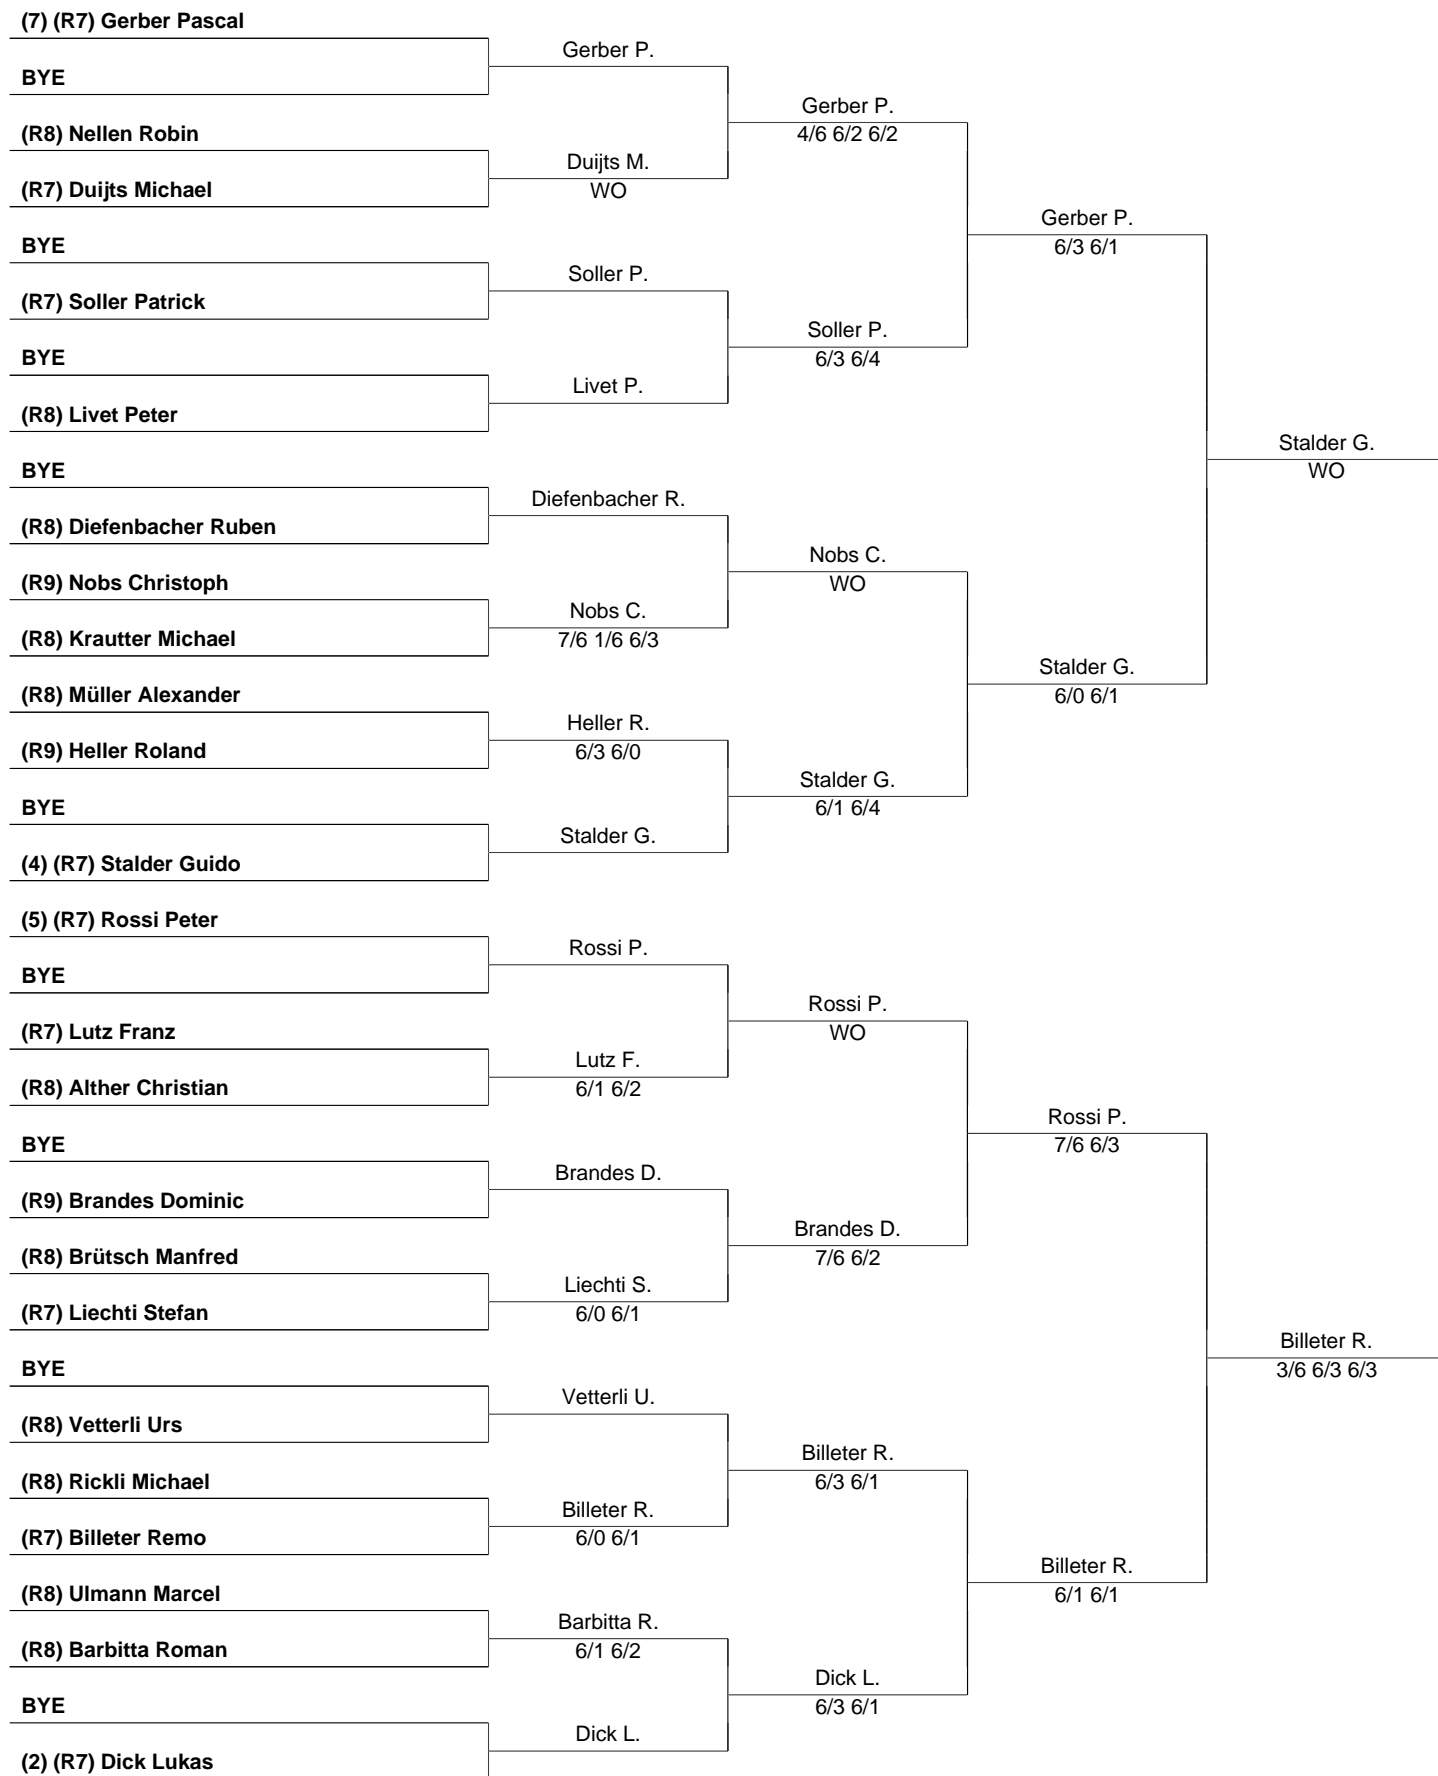 (7) (R7) Gerber Pascal
Gerber P.
BYE
Gerber P.
(R8) Nellen Robin
4/6 6/2 6/2
Duijts M.
(R7) Duijts Michael
WO
Gerber P.
BYE
6/3 6/1
Soller P.
(R7) Soller Patrick
Soller P.
BYE
6/3 6/4
Livet P.
(R8) Livet Peter
Stalder G.
BYE
WO
Diefenbacher R.
(R8) Diefenbacher Ruben
Nobs C.
(R9) Nobs Christoph
WO
Nobs C.
(R8) Krautter Michael
7/6 1/6 6/3
Stalder G.
(R8) Müller Alexander
6/0 6/1
Heller R.
(R9) Heller Roland
6/3 6/0
Stalder G.
BYE
6/1 6/4
Stalder G.
(4) (R7) Stalder Guido
(5) (R7) Rossi Peter
Rossi P.
BYE
Rossi P.
(R7) Lutz Franz
WO
Lutz F.
(R8) Alther Christian
6/1 6/2
Rossi P.
BYE
7/6 6/3
Brandes D.
(R9) Brandes Dominic
Brandes D.
(R8) Brütsch Manfred
7/6 6/2
Liechti S.
(R7) Liechti Stefan
6/0 6/1
Billeter R.
BYE
3/6 6/3 6/3
Vetterli U.
(R8) Vetterli Urs
Billeter R.
(R8) Rickli Michael
6/3 6/1
Billeter R.
(R7) Billeter Remo
6/0 6/1
Billeter R.
(R8) Ulmann Marcel
6/1 6/1
Barbitta R.
(R8) Barbitta Roman
6/1 6/2
Dick L.
BYE
6/3 6/1
Dick L.
(2) (R7) Dick Lukas